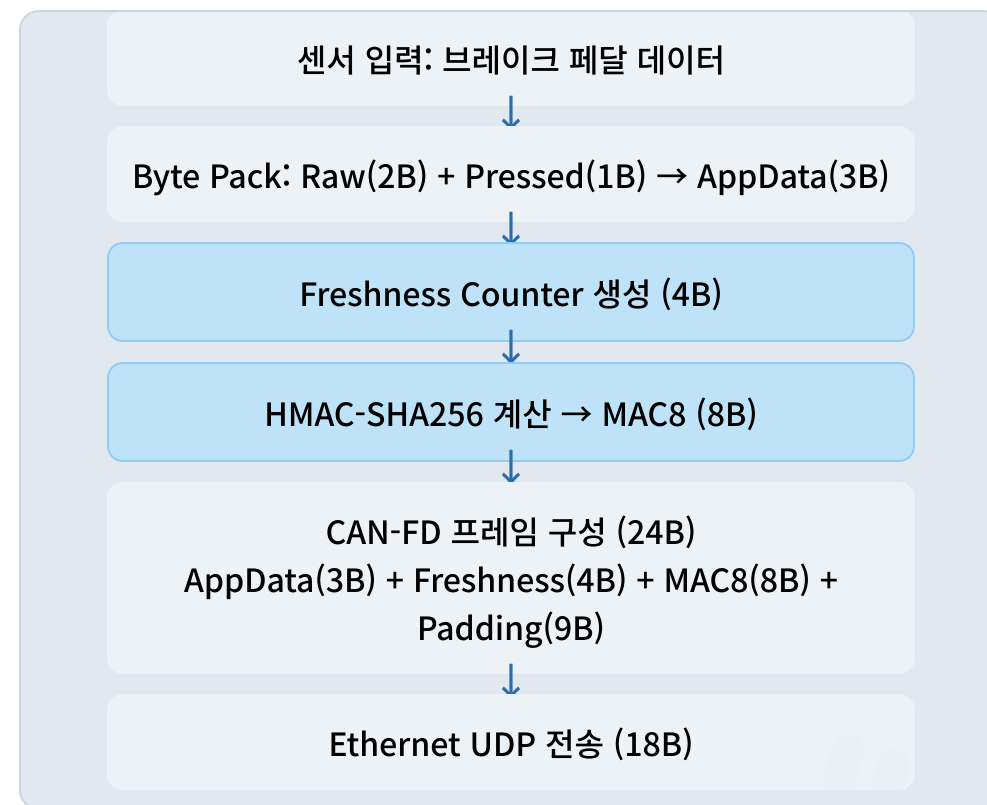 센서 입력: 브레이크 페달 데이터
↓
Byte Pack: Raw(2B) + Pressed(1B) → AppData(3B)
↓
Freshness Counter 생성 (4B)
↓
HMAC-SHA256 계산 → MAC8 (8B)
↓
CAN-FD 프레임 구성 (24B)
AppData(3B) + Freshness(4B) + MAC8(8B) +
Padding(9B)
↓
Ethernet UDP 전송 (18B)